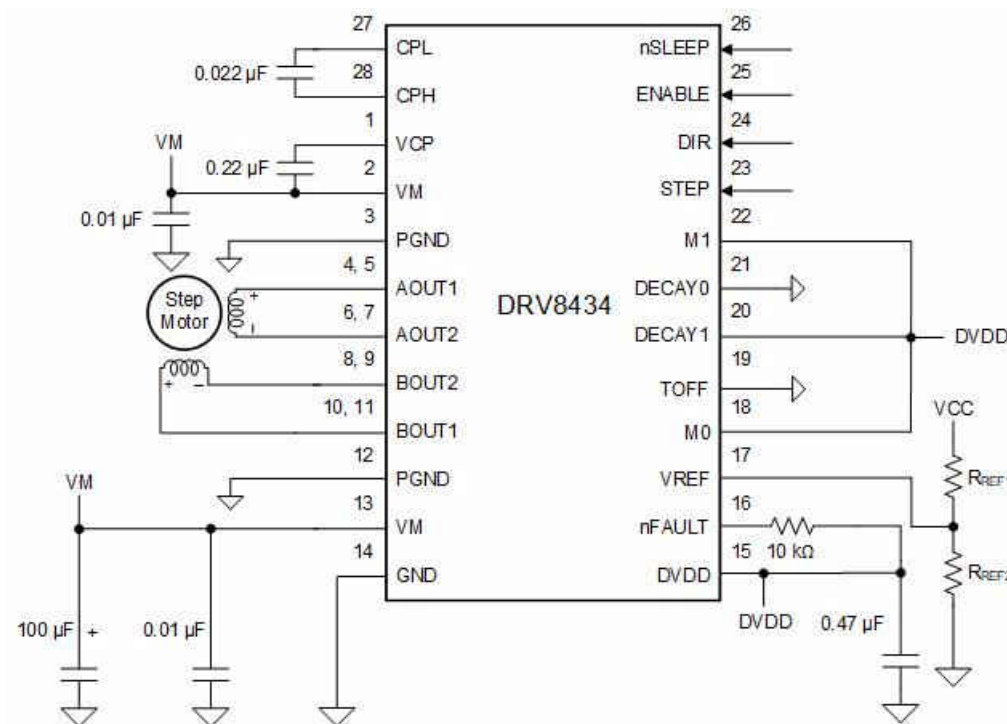 27
CPL
0.022 µF
28
CPH
1
VCP
VM
0.22 µF
2
VM
0.01 µF
3
PGND
4, 5
AOUT1
+
Step
Motor
6, 7
–
AOUT2
8, 9
+ –
BOUT2
10, 11
BOUT1
12
PGND
VM
13
VM
14
GND
100 µF +
0.01 µF
DRV8434
26
nSLEEP
25
ENABLE
24
DIR
23
STEP
22
M1
21
DECAY0
20
DECAY1
DVDD
19
TOFF
18
M0
VCC
17
VREF
RREF1
16
nFAULT
10 kΩ
15
DVDD
RREF2
DVDD
0.47 µF